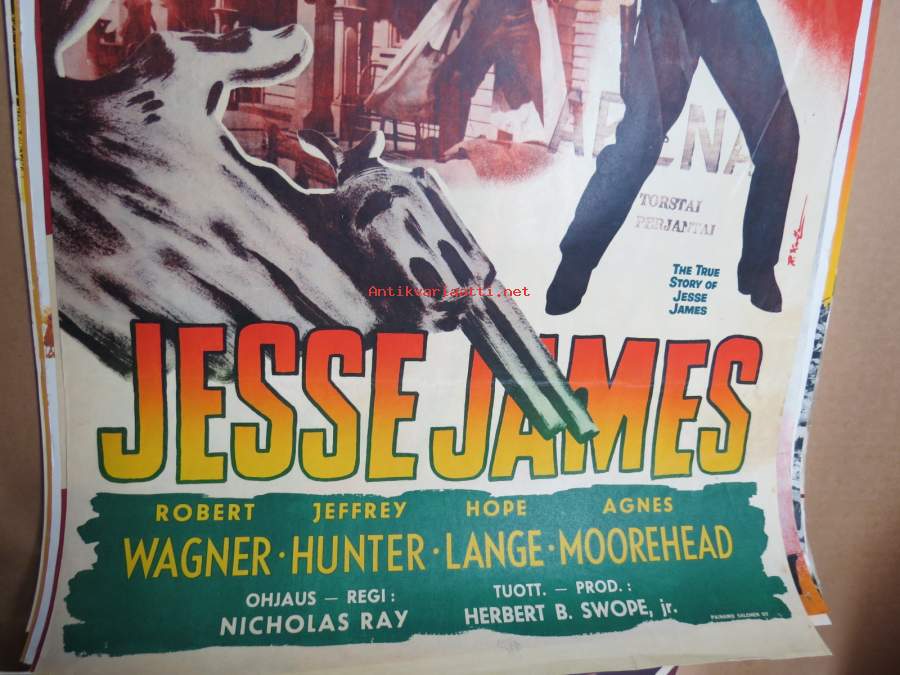 ARENA
TORSTAI
PERJANTAI
THE TRUE
STORY OF
JESSE
JAMES
Antikvariaatti.net
JESSE JAMES
ROBERT JEFFREY HOPE AGNES
WAGNER · HUNTER · LANGE · MOOREHEAD
OHJAUS — REGI :
NICHOLAS RAY
TUOTT. — PROD. :
HERBERT B. SWOPE, jr.